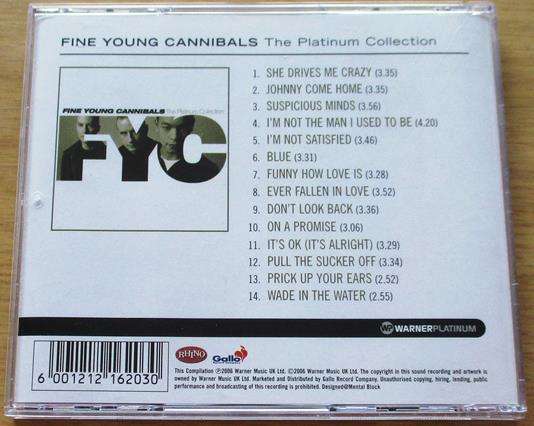 FINE YOUNG CANNIBALS The Platinum Collection
FINE YOUNG CANNIBALS The Platinum Collection
FYC
1. SHE DRIVES ME CRAZY (3.35)
2. JOHNNY COME HOME (3.35)
3. SUSPICIOUS MINDS (3.56)
4. I'M NOT THE MAN I USED TO BE (4.20)
5. I'M NOT SATISFIED (3.46)
6. BLUE (3.31)
7. FUNNY HOW LOVE IS (3.28)
8. EVER FALLEN IN LOVE (3.52)
9. DON'T LOOK BACK (3.36)
10. ON A PROMISE (3.06)
11. IT'S OK (IT'S ALRIGHT) (3.29)
12. PULL THE SUCKER OFF (3.34)
13. PRICK UP YOUR EARS (2.52)
14. WADE IN THE WATER (2.55)
WP WARNERPLATINUM
6 001212 162030
RHINO
Gallo
This Compilation ℗2006 Warner Music UK Ltd. ©2006 Warner Music UK Ltd. The copyright in this sound recording and artwork is
owned by Warner Music UK Ltd. Marketed and Distributed by Gallo Record Company. Unauthorised copying, hiring, lending, public
performance and broadcasting of this recording is prohibited. Designed@Mental Block